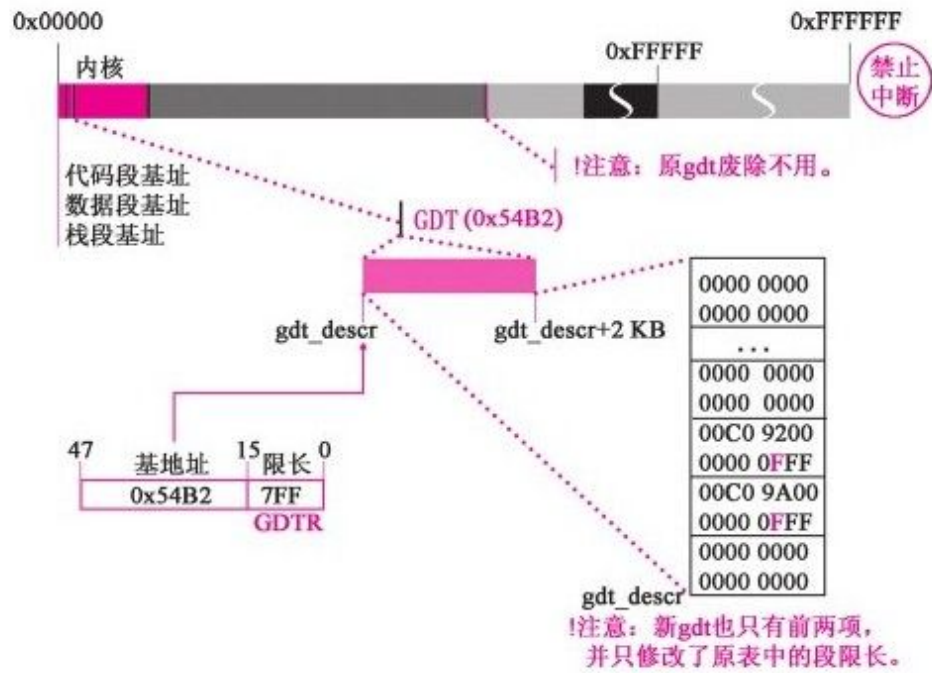 0x00000
0xFFFFFF
0xFFFFF
内核
禁止
中断
!注意：原gdt废除不用。
代码段基址
数据段基址
栈段基址
GDT (0x54B2)
gdt_descr
gdt_descr+2 KB
0000 0000
0000 0000
...
0000 0000
0000 0000
00C0 9200
0000 0FFF
00C0 9A00
0000 0FFF
0000 0000
0000 0000
47
基地址
15
限长
0
0x54B2
7FF
GDTR
gdt_descr
!注意：新gdt也只有前两项，
并只修改了原表中的段限长。